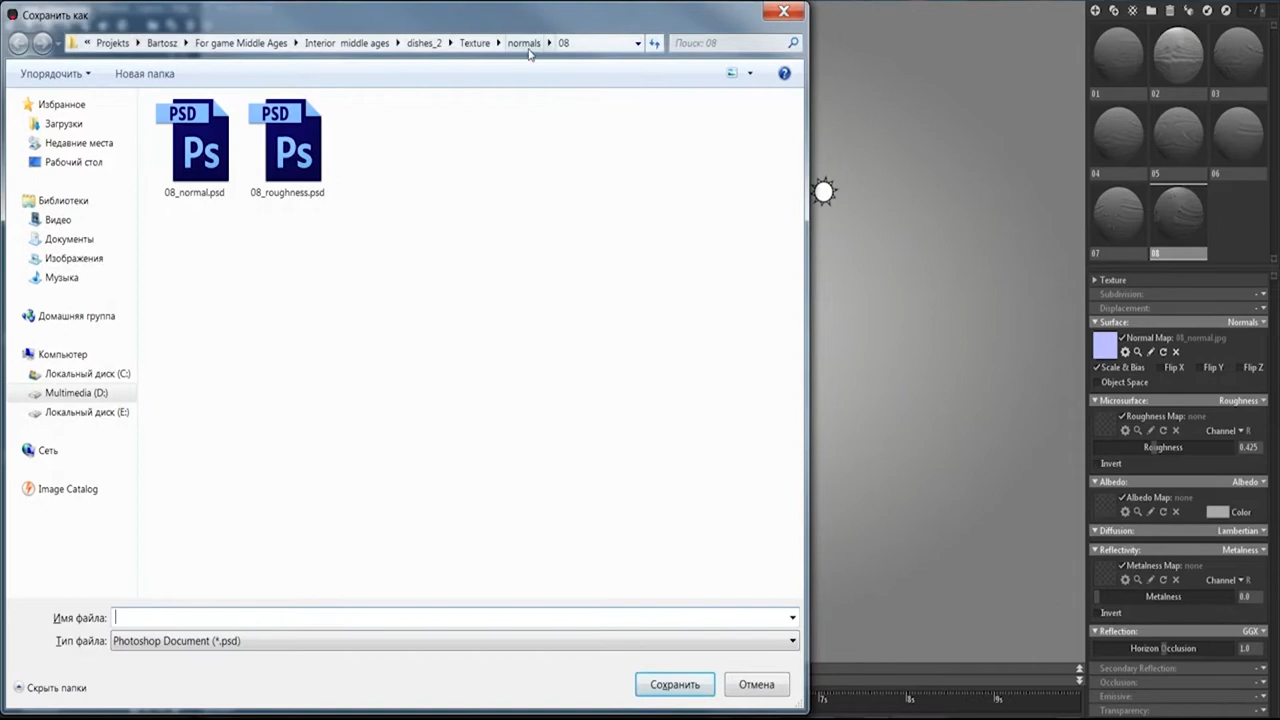 Сохранить как
« Projekts Bartosz For game Middle Ages Interior middle ages dishes_2 Texture normals 08
Поиск: 08
Упорядочить Новая папка
Избранное
Загрузки
Недавние места
Рабочий стол
Библиотеки
Видео
Документы
Изображения
Музыка
Домашняя группа
Компьютер
Локальный диск (C:)
Multimedia (D:)
Локальный диск (E:)
Сеть
Image Catalog
PSD
Ps
08_normal.psd
PSD
Ps
08_roughness.psd
Имя файла:
Тип файла: Photoshop Document (*.psd)
Скрыть папки
Сохранить Отмена
7s 8s 9s
01 02 03
04 05 06
07 08
Texture
Subdivision:
Displacement:
Surface: Normals
Normal Map: 08_normal.jpg
Scale & Bias Flip X Flip Y Flip Z
Object Space
Microsurface: Roughness
Roughness Map: none
Channel R
Roughness 0.425
Invert
Albedo: Albedo
Albedo Map: none
Color
Diffusion: Lambertian
Reflectivity: Metalness
Metalness Map: none
Channel R
Metalness 0.0
Invert
Reflection: GGX
Horizon Occlusion 1.0
Secondary Reflection:
Occlusion:
Emissive:
Transparency: